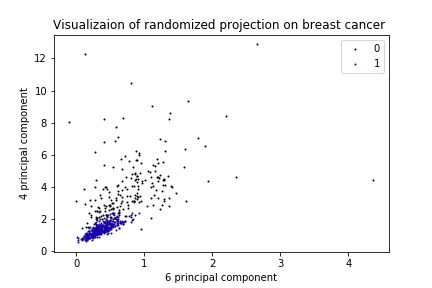 Visualizaion of randomized projection on breast cancer
0
1
12
10
8
6
4
2
0
4 principal component
0 1 2 3 4
6 principal component